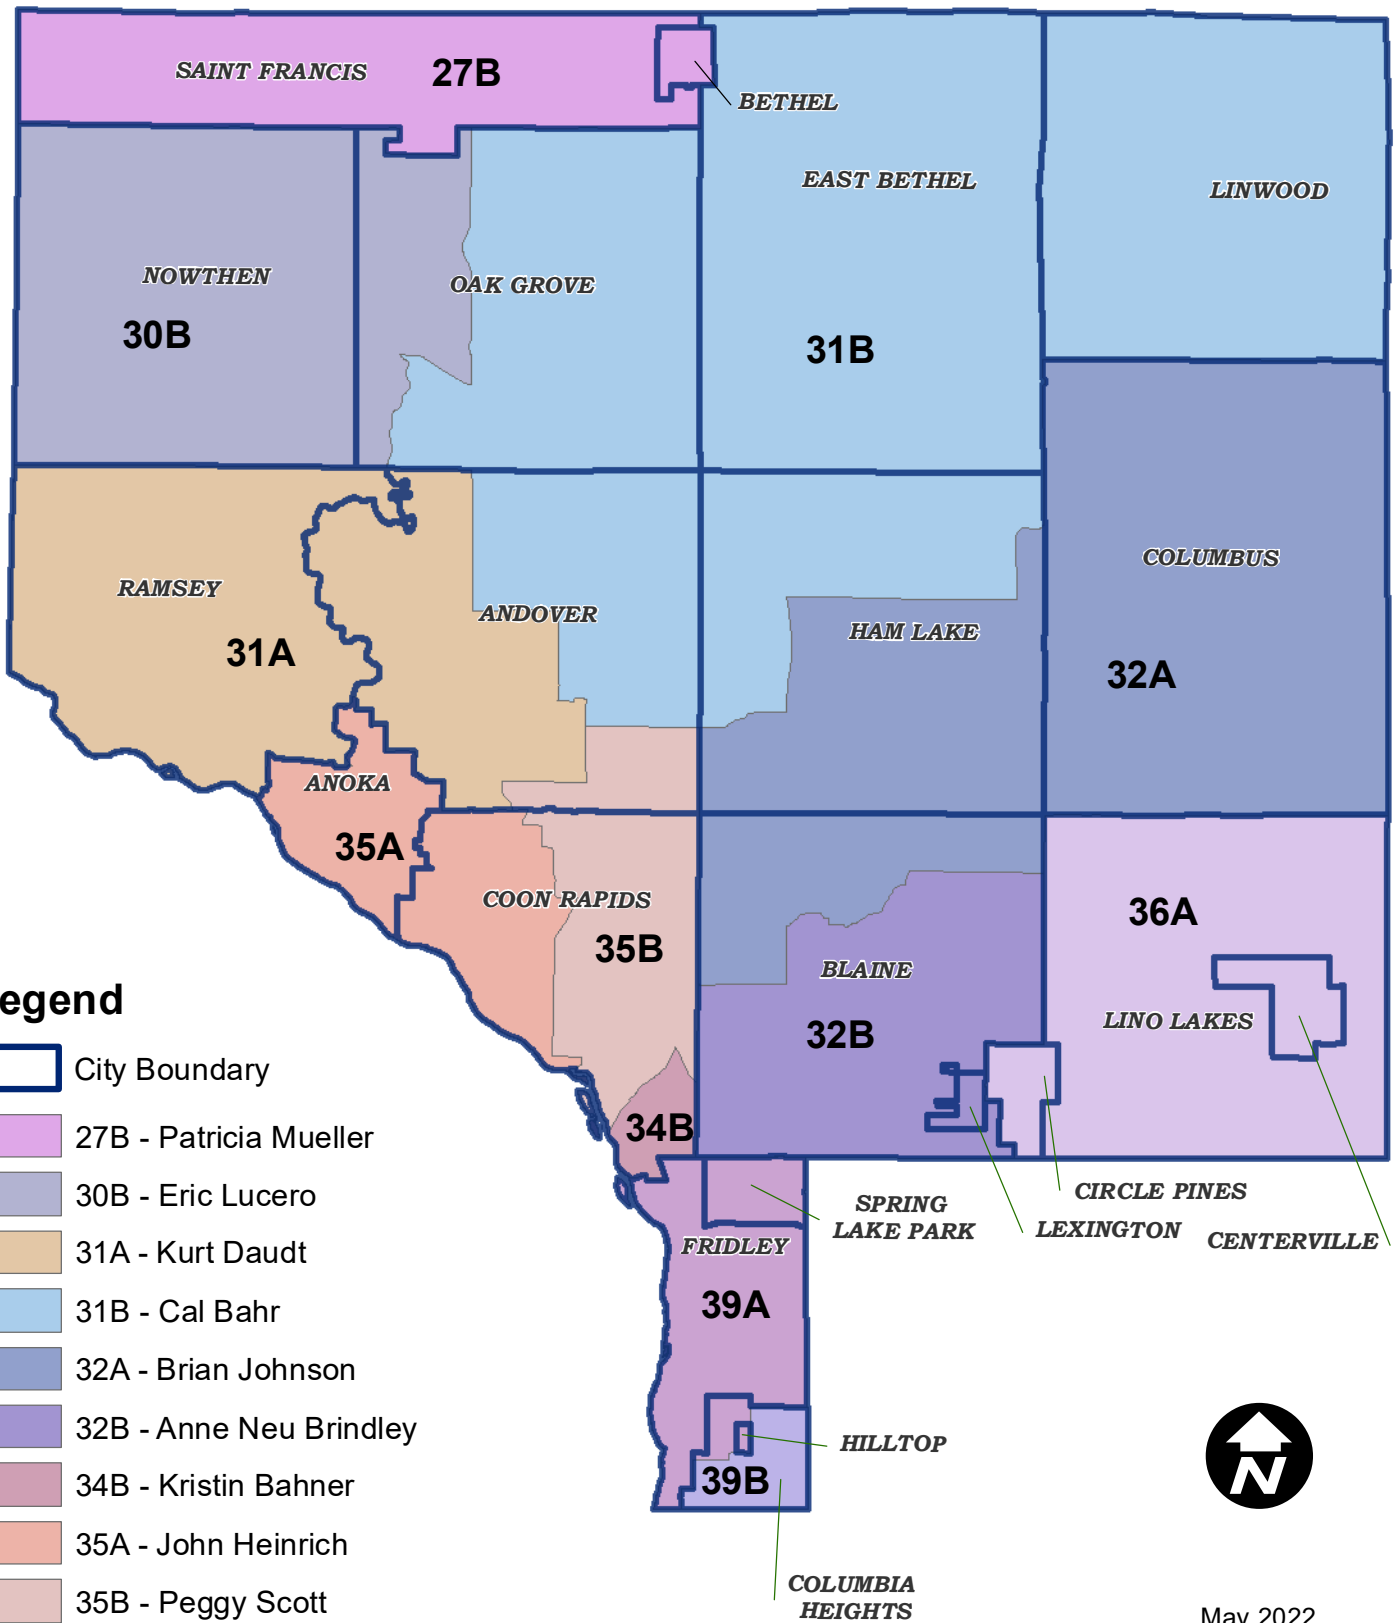 SAINT FRANCIS
27B
BETHEL
EAST BETHEL
LINWOOD
NOWTHEN
OAK GROVE
30B
31B
COLUMBUS
RAMSEY
ANDOVER
HAM LAKE
31A
32A
ANOKA
35A
COON RAPIDS
36A
35B
BLAINE
egend
LINO LAKES
32B
City Boundary
34B
27B - Patricia Mueller
CIRCLE PINES
30B - Eric Lucero
SPRING
LAKE PARK
LEXINGTON
CENTERVILLE
FRIDLEY
31A - Kurt Daudt
39A
31B - Cal Bahr
32A - Brian Johnson
32B - Anne Neu Brindley
HILLTOP
N
39B
34B - Kristin Bahner
35A - John Heinrich
COLUMBIA
HEIGHTS
35B - Peggy Scott
May 2022